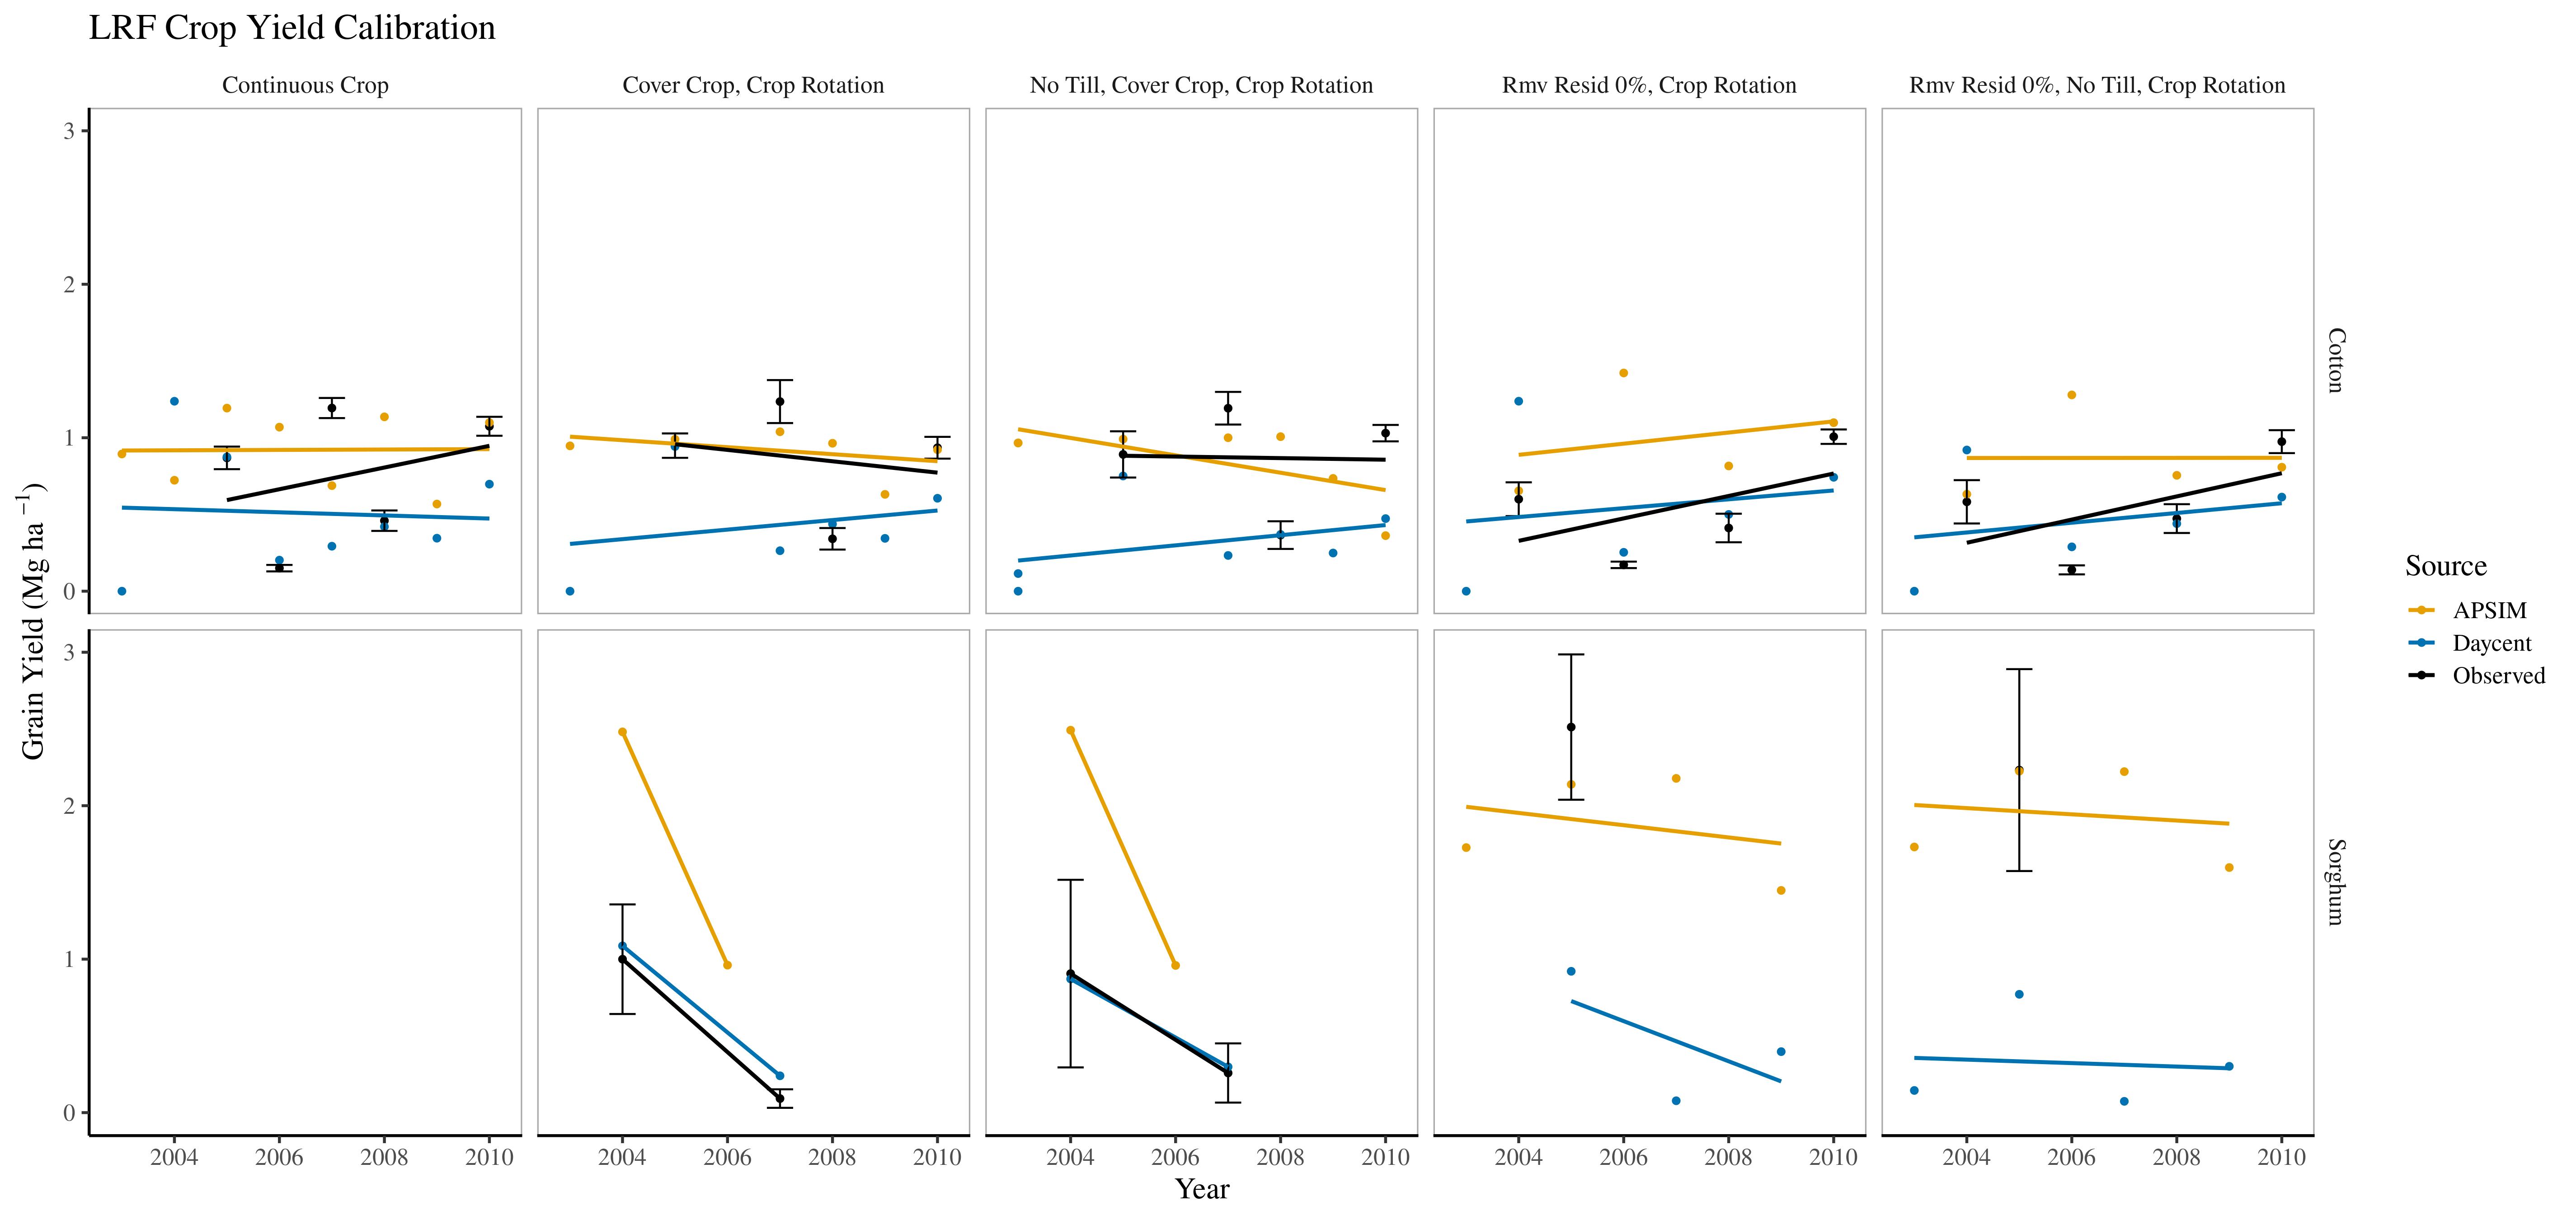 LRF Crop Yield Calibration
Continuous Crop
Cover Crop, Crop Rotation
No Till, Cover Crop, Crop Rotation
Rmv Resid 0%, Crop Rotation
Rmv Resid 0%, No Till, Crop Rotation
Grain Yield (Mg ha −1)
3
2
1
0
Cotton
3
2
1
0
Sorghum
2004 2006 2008 2010
2004 2006 2008 2010
2004 2006 2008 2010
2004 2006 2008 2010
2004 2006 2008 2010
Year
Source
APSIM
Daycent
Observed